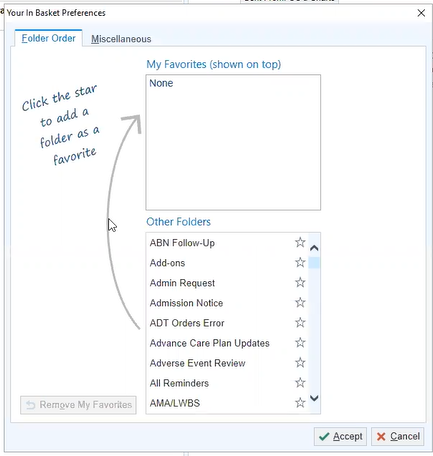 Your In Basket Preferences
Folder Order
Miscellaneous
My Favorites (shown on top)
None
Click the star
to add a
folder as a
favorite
Other Folders
ABN Follow-Up
Add-ons
Admin Request
Admission Notice
ADT Orders Error
Advance Care Plan Updates
Adverse Event Review
All Reminders
AMA/LWBS
Remove My Favorites
Accept
Cancel